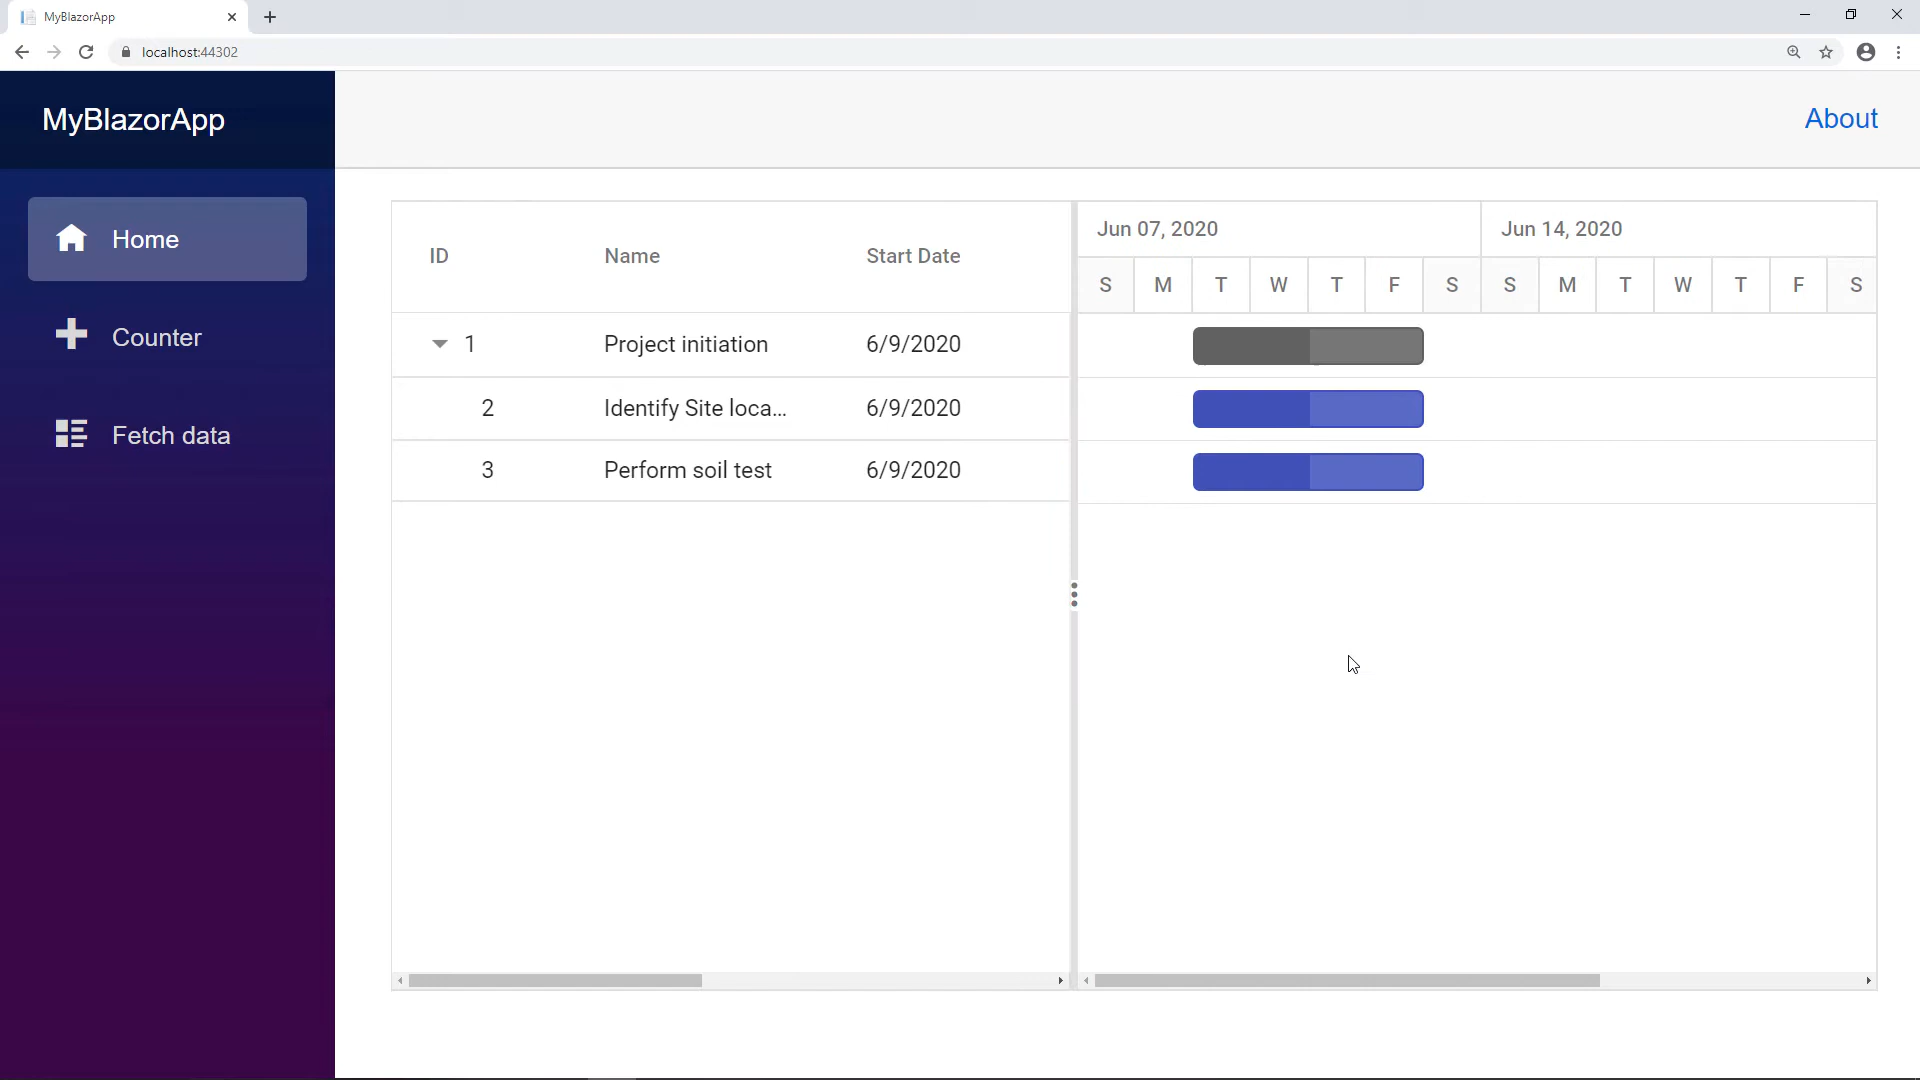 MyBlazorApp
localhost:44302
MyBlazorApp
About
Home
Counter
Fetch data
ID Name Start Date
Jun 07, 2020 Jun 14, 2020
S M T W T F S S M T W T F S
1 Project initiation 6/9/2020
2 Identify Site loca... 6/9/2020
3 Perform soil test 6/9/2020